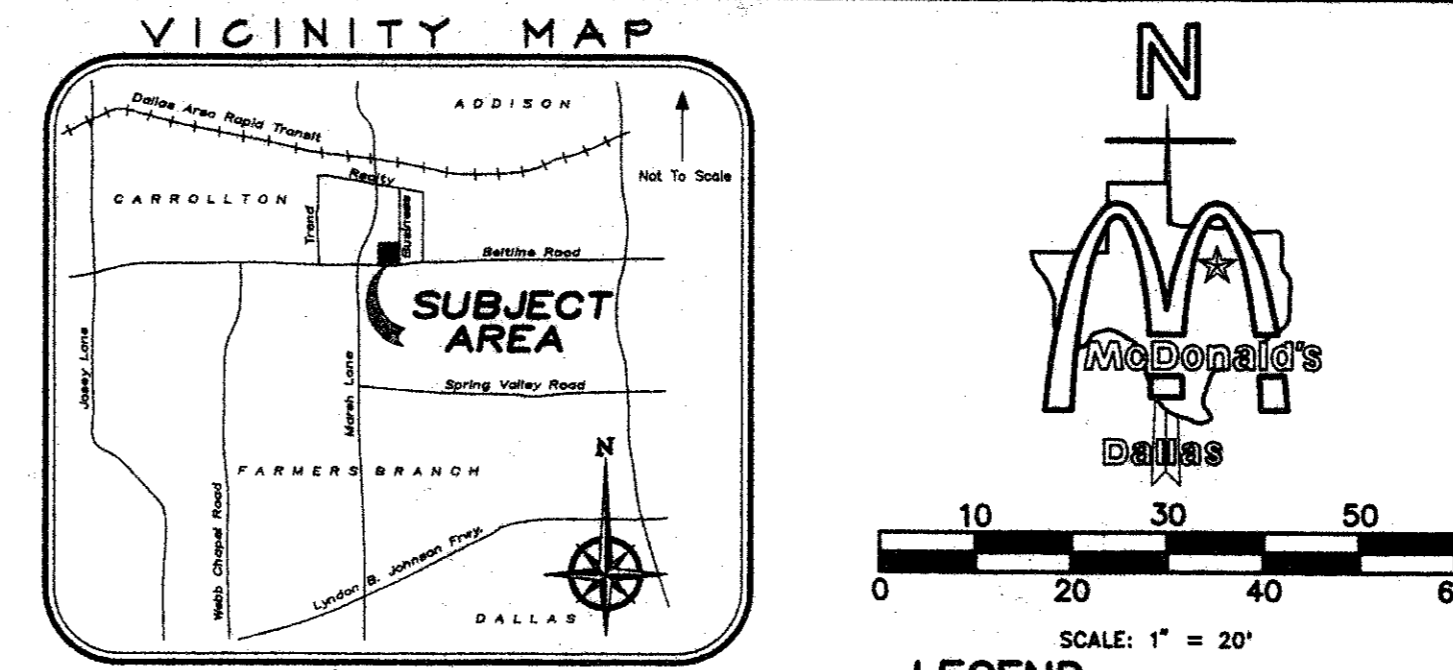 VICINITY MAP
Dallas Area Rapid Transit
ADDISON
Not To Scale
CARROLLTON
Realty
Trend
Business
Beltline Road
SUBJECT
AREA
Josey Lane
Marsh Lane
Spring Valley Road
FARMERS BRANCH
Webb Chapel Road
Lyndon B. Johnson Frwy.
N
DALLAS
N
McDonald's
Dallas
10 30 50
0 20 40
SCALE: 1" = 20'
LEGEND